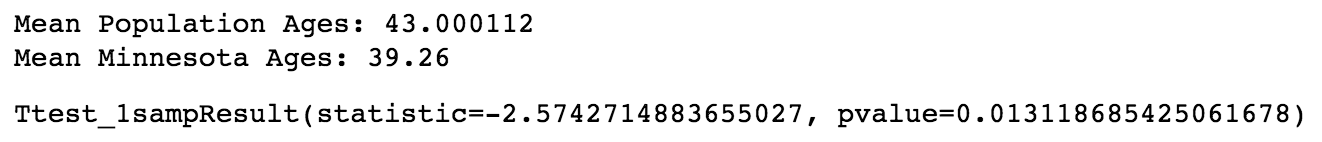 Mean Population Ages: 43.000112
Mean Minnesota Ages: 39.26
Ttest_1sampResult(statistic=-2.5742714883655027, pvalue=0.013118685425061678)